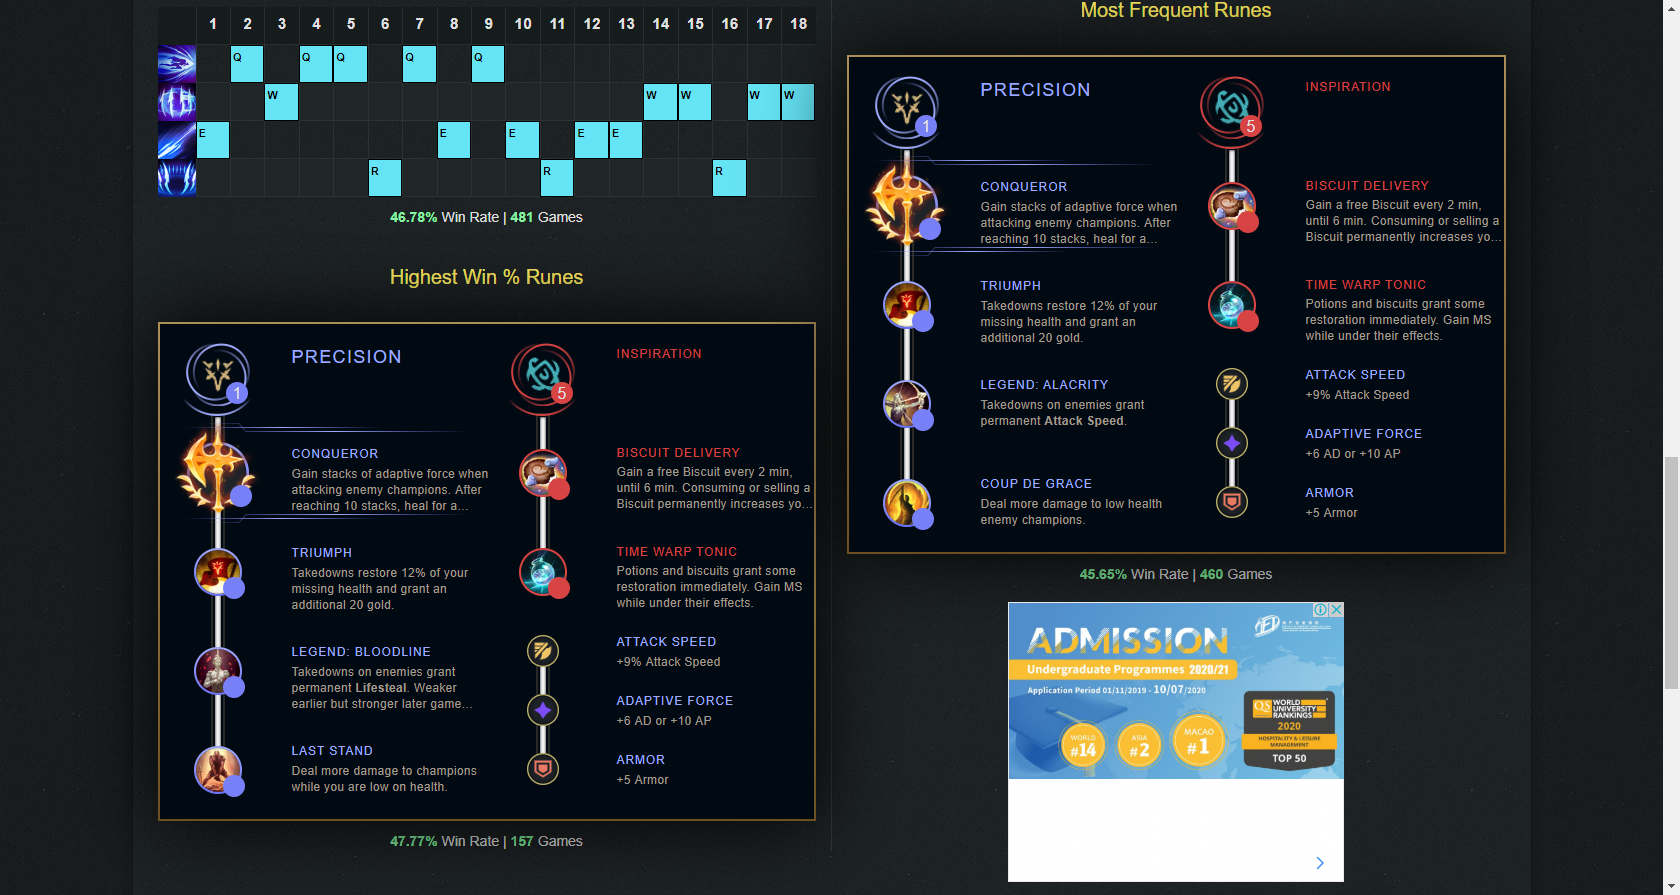 1 2 3 4 5 6 7 8 9 10 11 12 13 14 15 16 17 18
Q Q Q Q Q
W W W W W
E E E E E
R R R
46.78% Win Rate | 481 Games
Highest Win % Runes
1
PRECISION
CONQUEROR
Gain stacks of adaptive force when
attacking enemy champions. After
reaching 10 stacks, heal for a...
TRIUMPH
Takedowns restore 12% of your
missing health and grant an
additional 20 gold.
LEGEND: BLOODLINE
Takedowns on enemies grant
permanent Lifesteal. Weaker
earlier but stronger later game...
LAST STAND
Deal more damage to champions
while you are low on health.
5
INSPIRATION
BISCUIT DELIVERY
Gain a free Biscuit every 2 min,
until 6 min. Consuming or selling a
Biscuit permanently increases yo...
TIME WARP TONIC
Potions and biscuits grant some
restoration immediately. Gain MS
while under their effects.
ATTACK SPEED
+9% Attack Speed
ADAPTIVE FORCE
+6 AD or +10 AP
ARMOR
+5 Armor
47.77% Win Rate | 157 Games
Most Frequent Runes
1
PRECISION
CONQUEROR
Gain stacks of adaptive force when
attacking enemy champions. After
reaching 10 stacks, heal for a...
TRIUMPH
Takedowns restore 12% of your
missing health and grant an
additional 20 gold.
LEGEND: ALACRITY
Takedowns on enemies grant
permanent Attack Speed.
COUP DE GRACE
Deal more damage to low health
enemy champions.
5
INSPIRATION
BISCUIT DELIVERY
Gain a free Biscuit every 2 min,
until 6 min. Consuming or selling a
Biscuit permanently increases yo...
TIME WARP TONIC
Potions and biscuits grant some
restoration immediately. Gain MS
while under their effects.
ATTACK SPEED
+9% Attack Speed
ADAPTIVE FORCE
+6 AD or +10 AP
ARMOR
+5 Armor
45.65% Win Rate | 460 Games
ADMISSION
Undergraduate Programmes 2020/21
Application Period 01/11/2019 - 10/07/2020
WORLD
#14
ASIA
#2
MACAO
#1
QS WORLD
UNIVERSITY
RANKINGS
2020
HOSPITALITY & LEISURE
MANAGEMENT
TOP 50